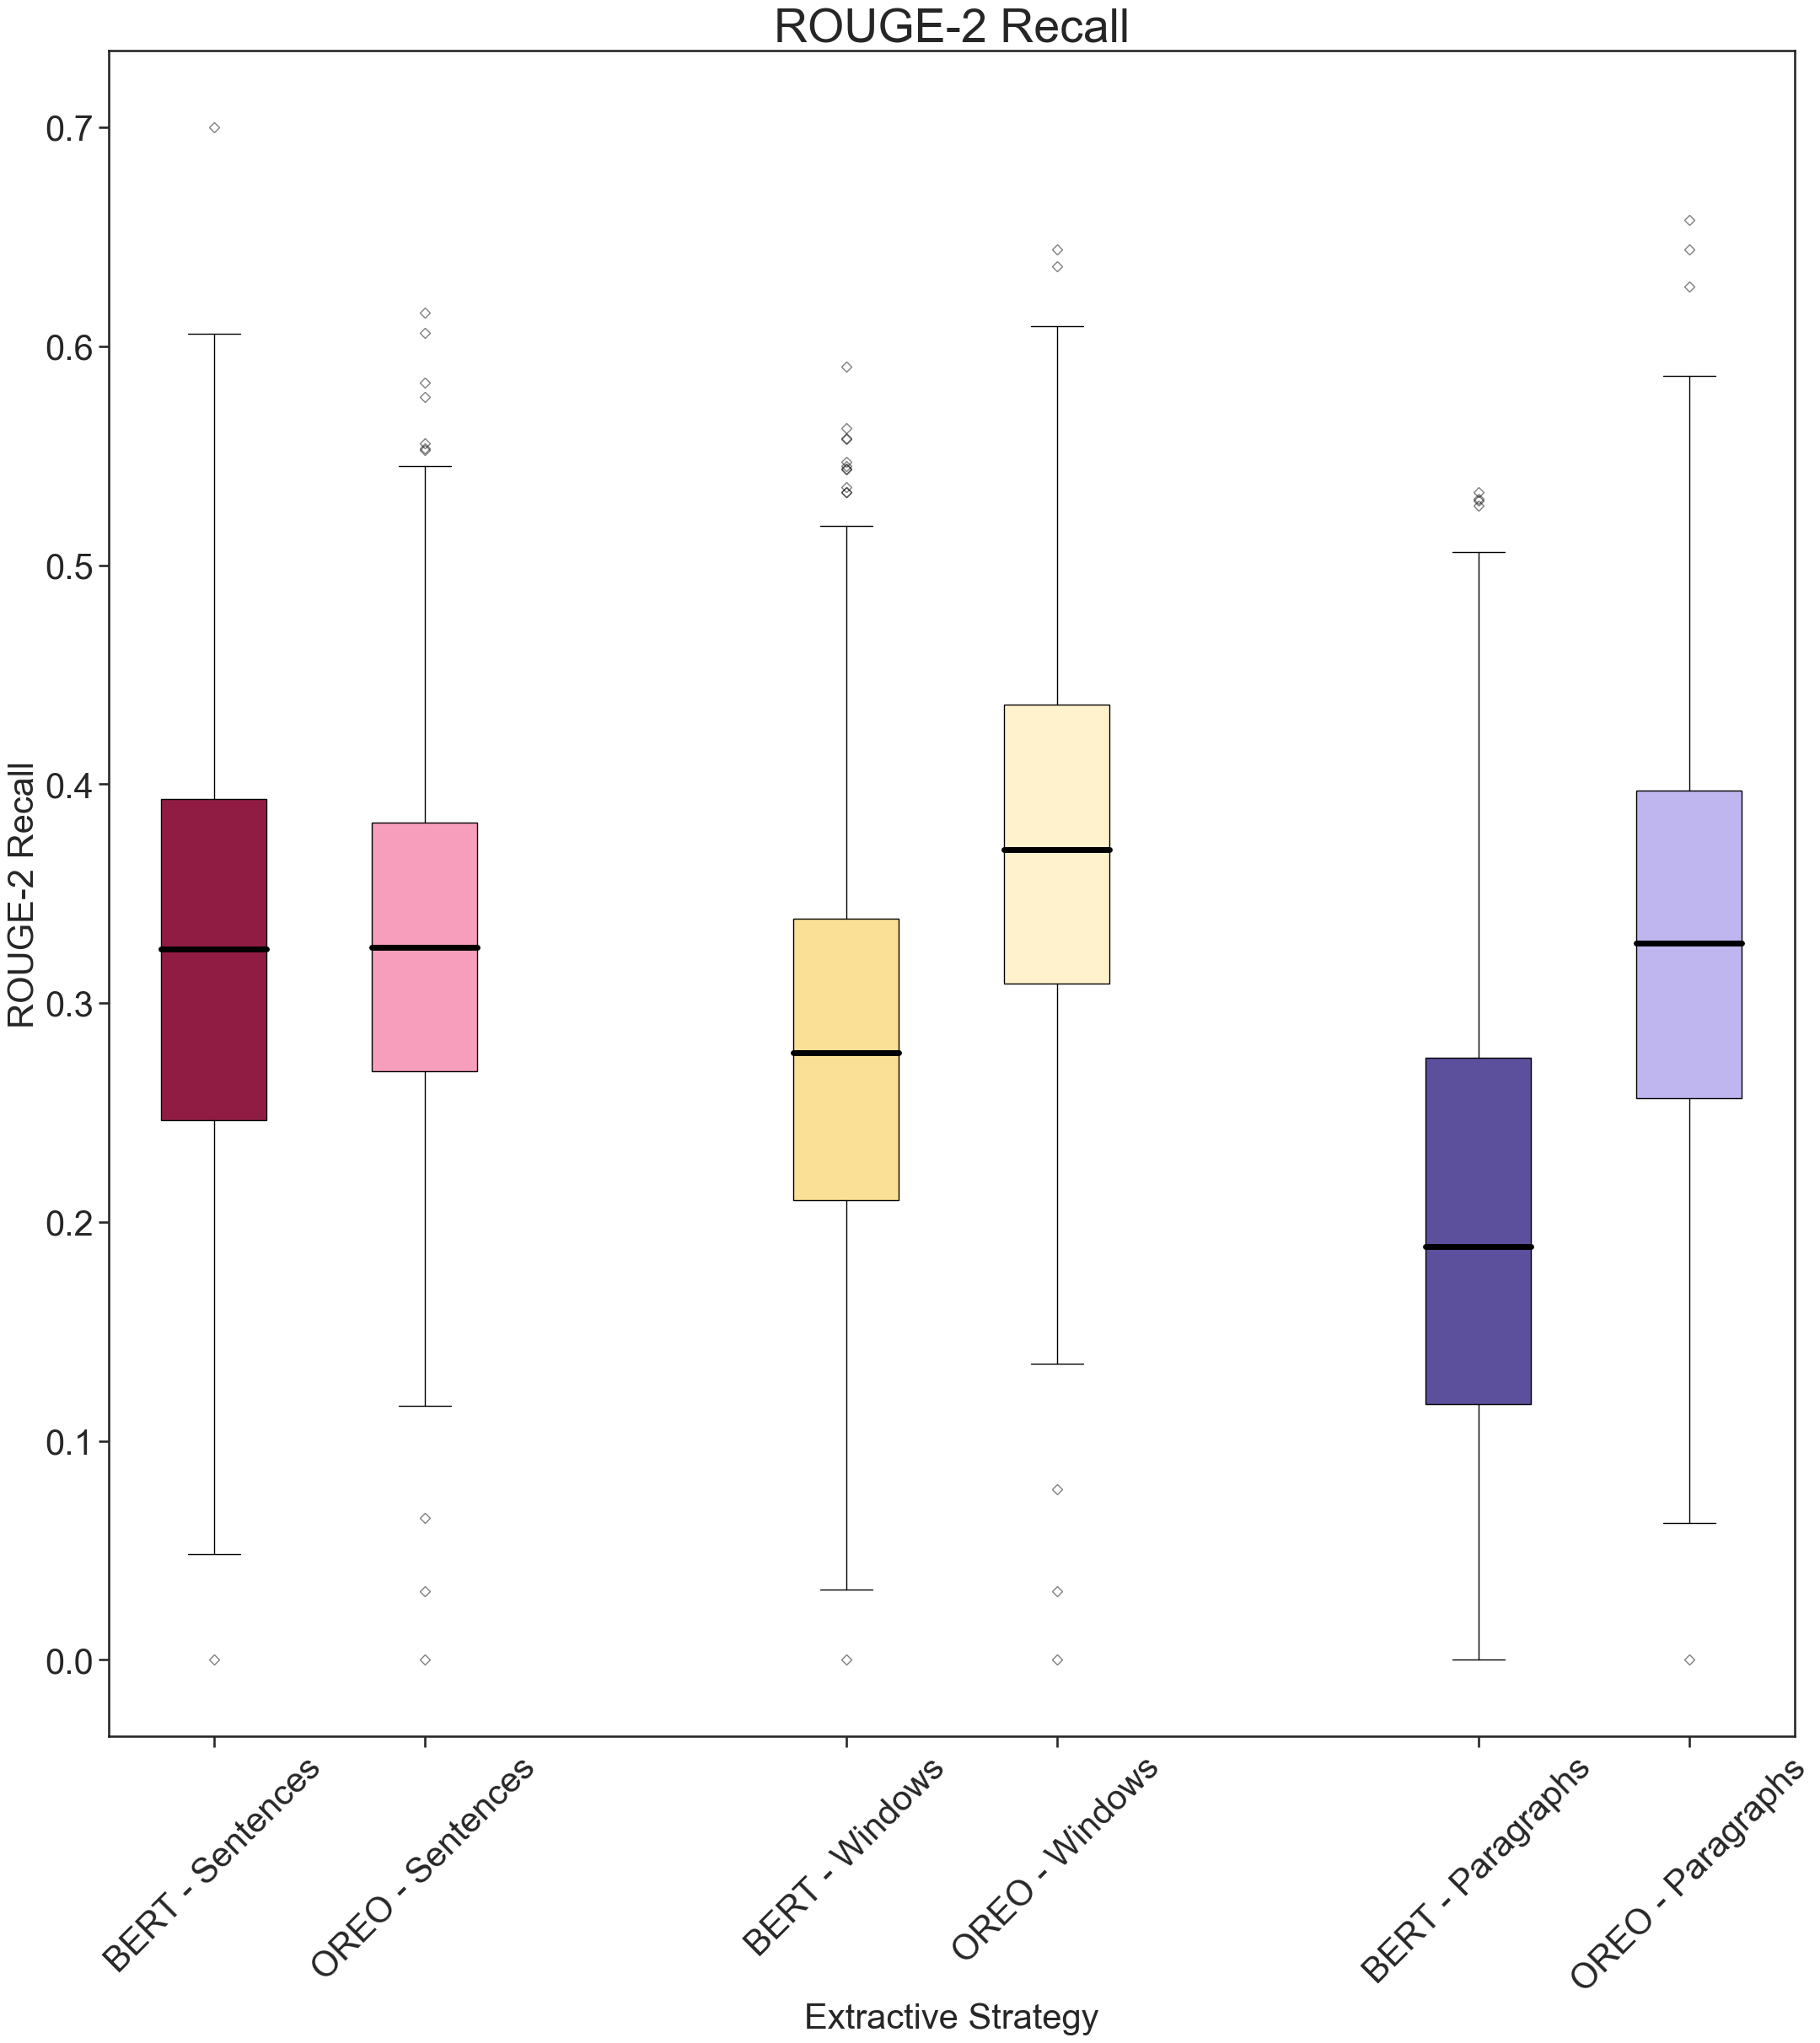 ROUGE-2 Recall
ROUGE-2 Recall
0.7
0.6
0.5
0.4
0.3
0.2
0.1
0.0
BERT - Sentences
OREO - Sentences
BERT - Windows
OREO - Windows
BERT - Paragraphs
OREO - Paragraphs
Extractive Strategy